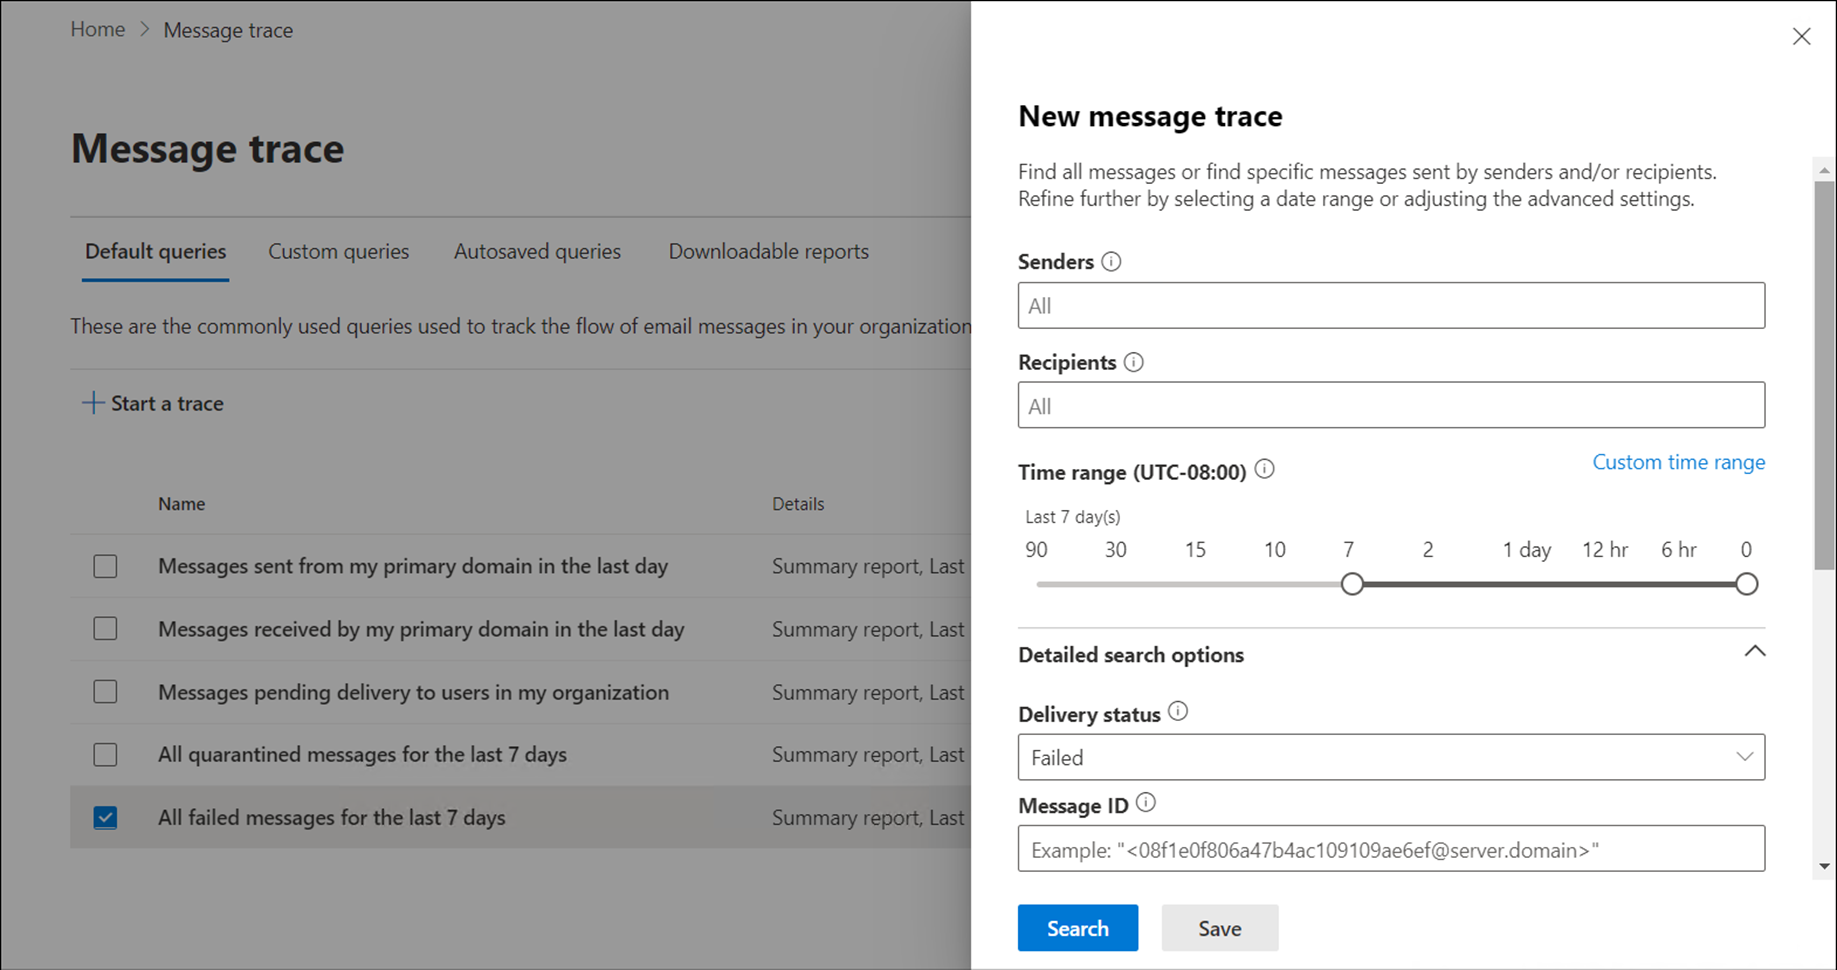 Home > Message trace
Message trace
Default queries Custom queries Autosaved queries Downloadable reports
These are the commonly used queries used to track the flow of email messages in your organization
Start a trace
Name Details
Messages sent from my primary domain in the last day Summary report, Last
Messages received by my primary domain in the last day Summary report, Last
Messages pending delivery to users in my organization Summary report, Last
All quarantined messages for the last 7 days Summary report, Last
All failed messages for the last 7 days Summary report, Last
New message trace
Find all messages or find specific messages sent by senders and/or recipients.
Refine further by selecting a date range or adjusting the advanced settings.
Senders
All
Recipients
All
Time range (UTC-08:00) Custom time range
Last 7 day(s)
90 30 15 10 7 2 1 day 12 hr 6 hr 0
Detailed search options
Delivery status
Failed
Message ID
Example: "<08f1e0f806a47b4ac109109ae6ef@server.domain>"
Search Save